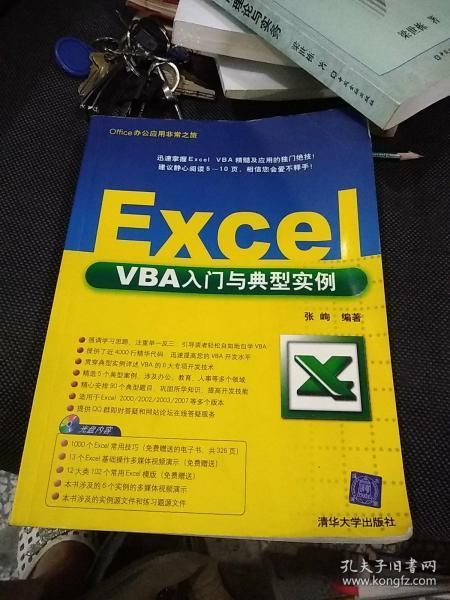 理论与实务
梁世栋 著
Office办公应用非常之旅
迅速掌握Excel VBA精髓及应用的独门绝技!
建议静心阅读5—10页,相信您会爱不释手!
Excel
VBA入门与典型实例
张峋 编著
强调学习思路,注重举一反三,引导读者轻松自如地自学VBA
提供了近4000行精华代码,迅速提高您的VBA开发水平
贯穿典型实例详述VBA的8大专项开发技术
精选5个典型案例,涉及办公、教育、人事等多个领域
精心安排90个典型题目,巩固所学知识,提高开发技能
适用于Excel 2000/2002/2003/2007等多个版本
提供QQ群即时答疑和网站论坛在线答疑服务
光盘内容
1000个Excel常用技巧(免费赠送的电子书,共326页)
13个Excel基础操作多媒体视频演示(免费赠送)
12大类102个常用Excel模版(免费赠送)
本书涉及的6个实例的多媒体视频演示
本书涉及的实例源文件和练习题源文件
清华大学出版社
孔夫子旧书网
www.kongfz.com